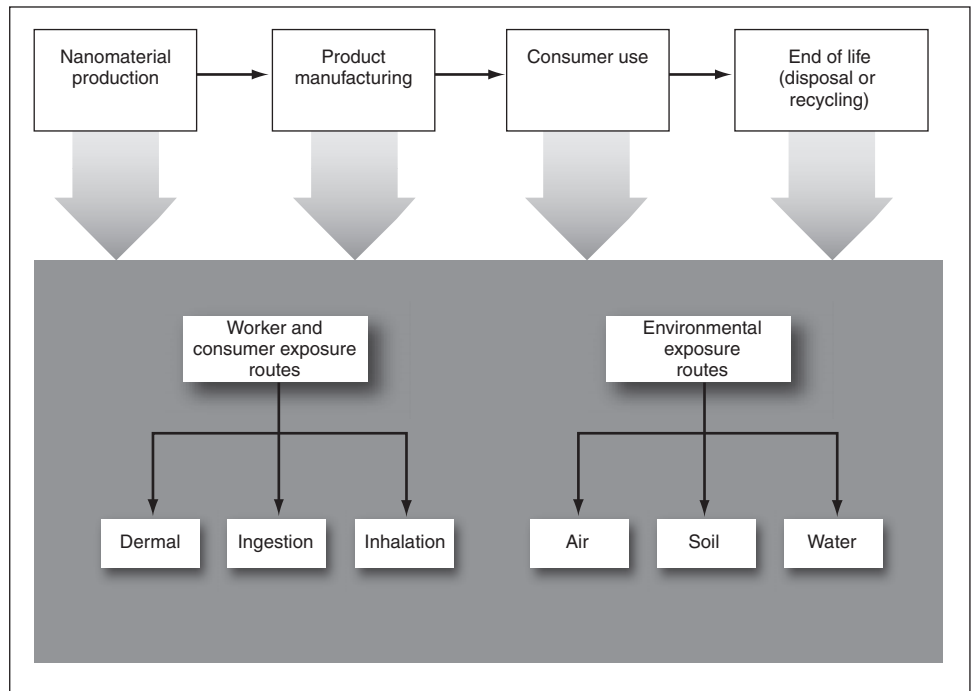 Nanomaterial
production
Product
manufacturing
Consumer use
End of life
(disposal or
recycling)
Worker and
consumer exposure
routes
Environmental
exposure
routes
Dermal
Ingestion
Inhalation
Air
Soil
Water